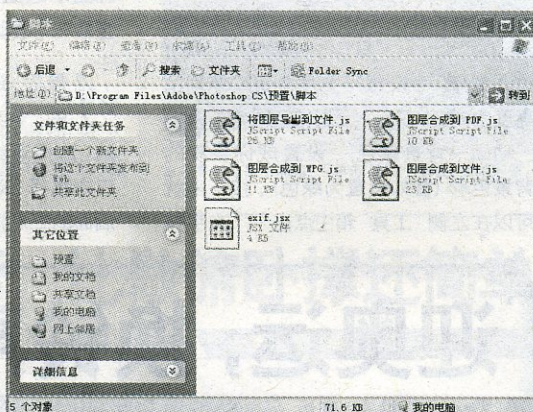 脚本
文件(F) 编辑(E) 查看(V) 收藏(A) 工具(T) 帮助(H)
后退 搜索 文件夹 Folder Sync
地址(D) D:\Program Files\Adobe\Photoshop CS\预置\脚本 转到
文件和文件夹任务
创建一个新文件夹
将这个文件夹发布到
Web
共享此文件夹
其它位置
预置
我的文档
共享文档
我的电脑
网上邻居
详细信息
将图层导出到文件.js
JScript Script File
26 KB
图层合成到 PDF.js
JScript Script File
10 KB
图层合成到 WPG.js
JScript Script File
11 KB
图层合成到文件.js
JScript Script File
23 KB
exif.jsx
JSX 文件
4 KB
5 个对象 71.6 KB 我的电脑